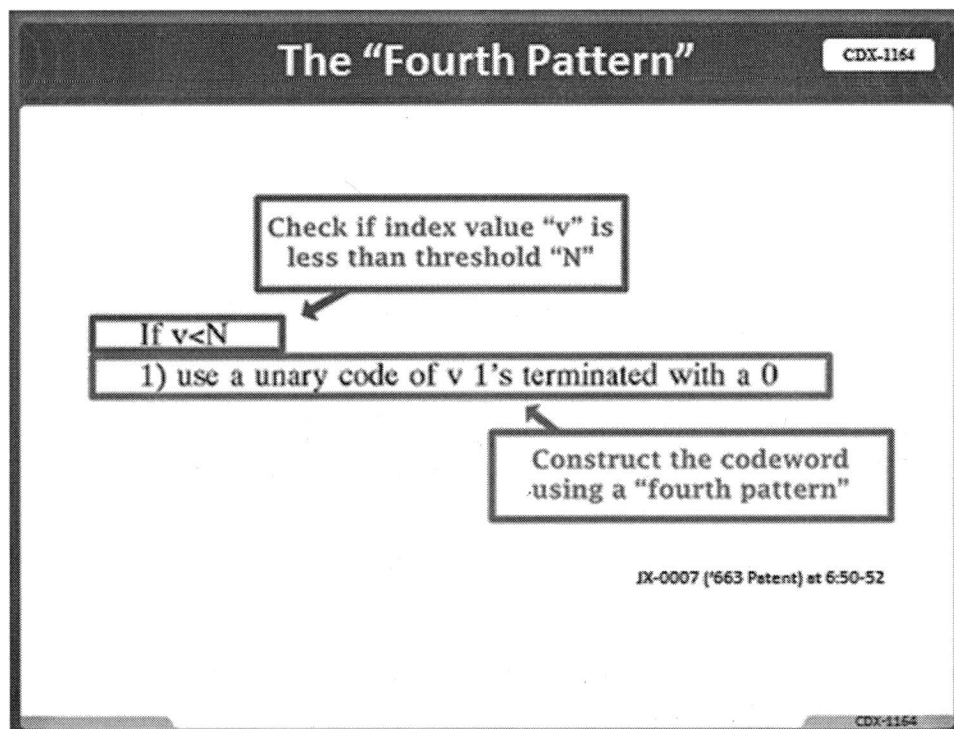 The “Fourth Pattern”
CDX-1164
Check if index value “v” is
less than threshold “N”
If v<N
1) use a unary code of v 1’s terminated with a 0
Construct the codeword
using a “fourth pattern”
JX-0007 (’663 Patent) at 6:50-52
CDX-1164